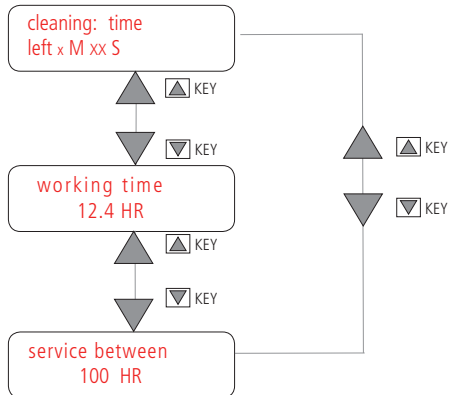 cleaning: time
left x M xx S
KEY
KEY
KEY
KEY
working time
12.4 HR
KEY
KEY
service between
100 HR